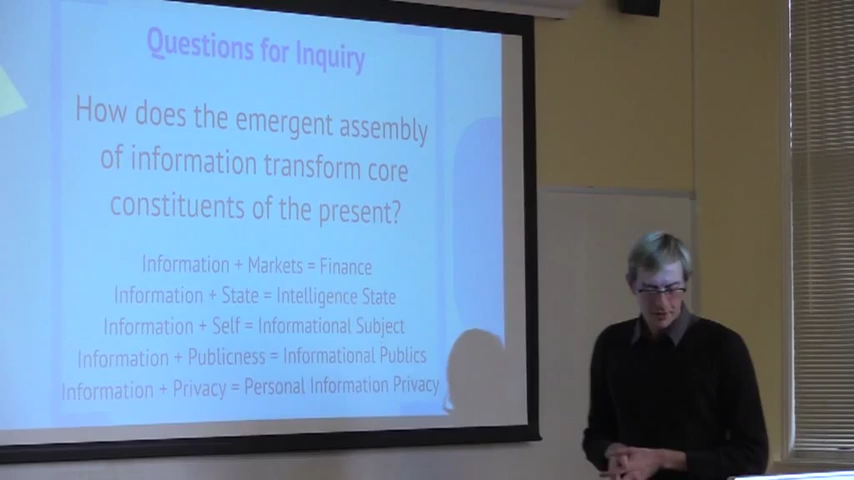 Questions for Inquiry
How does the emergent assembly
of information transform core
constituents of the present?
Information + Markets = Finance
Information + State = Intelligence State
Information + Self = Informational Subject
Information + Publicness = Informational Publics
Information + Privacy = Personal Information Privacy